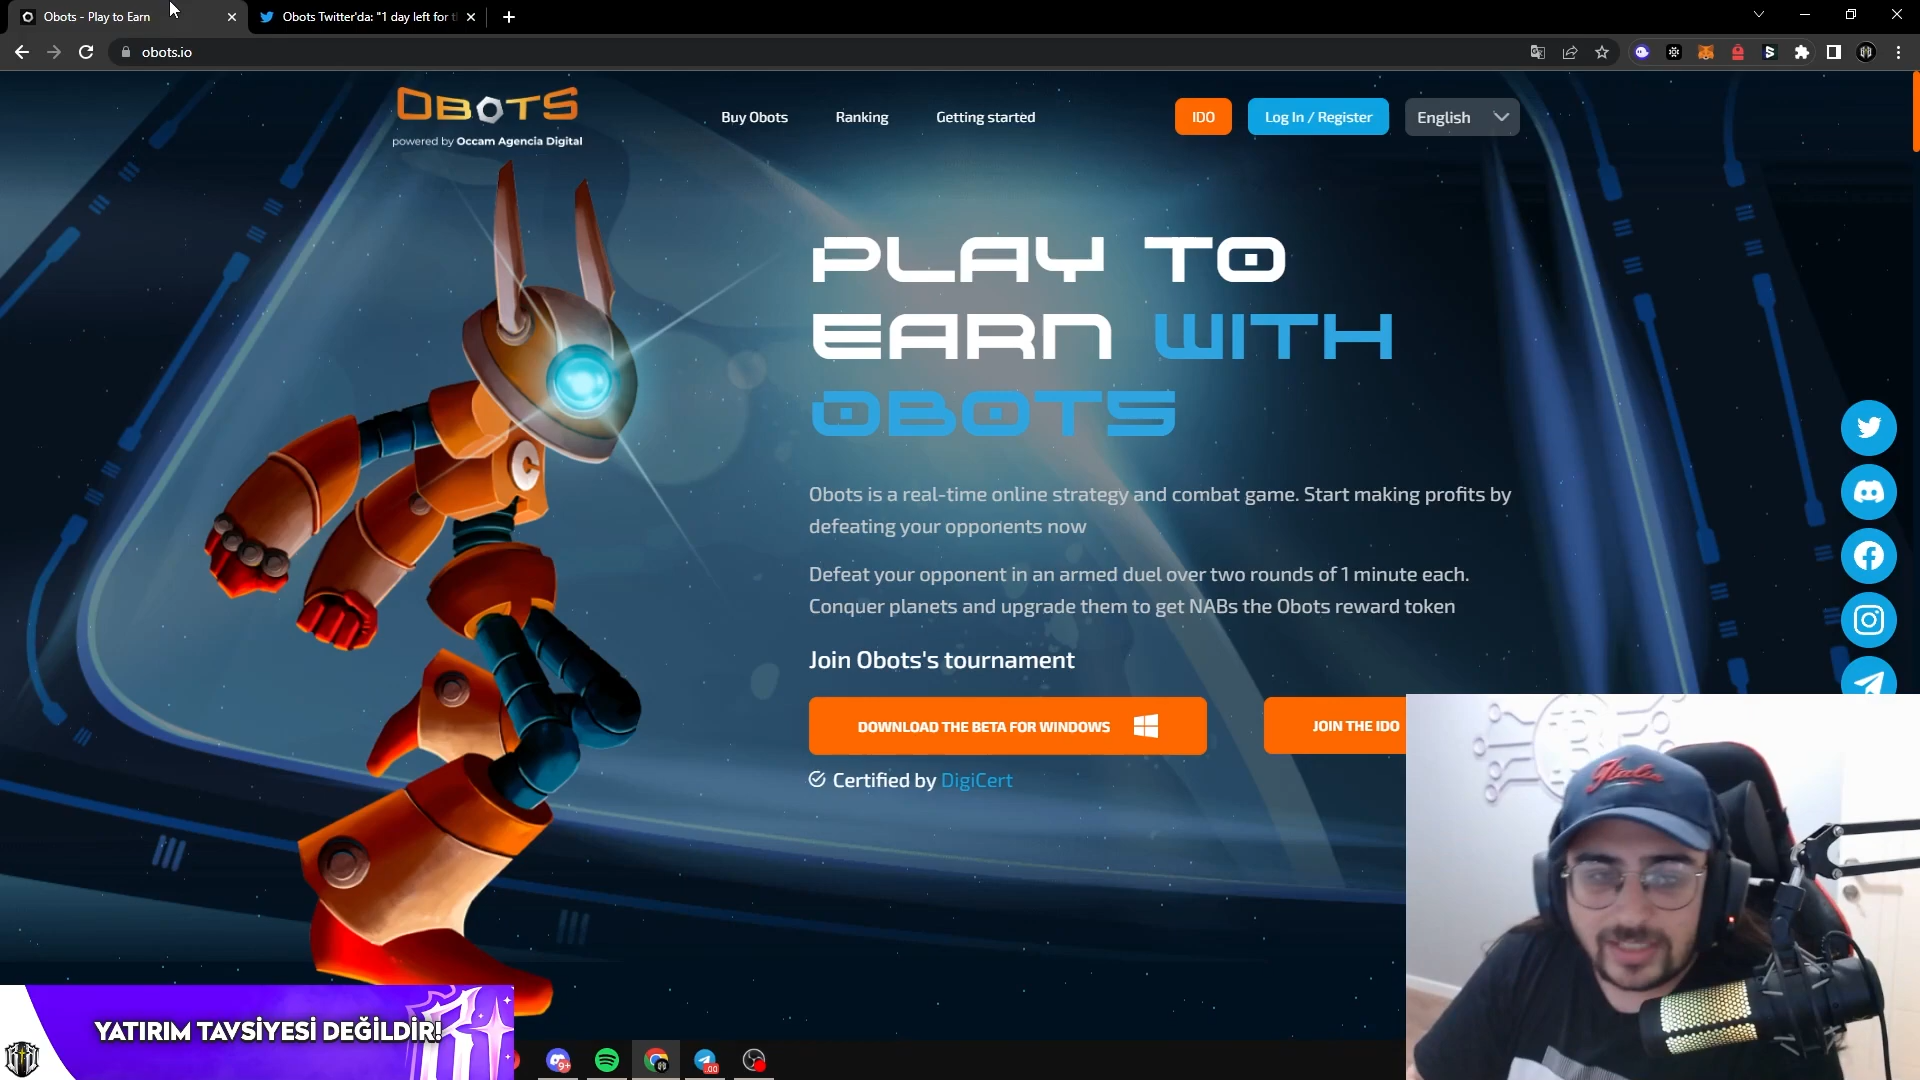 Obots - Play to Earn
Obots Twitter'da: "1 day left for t
obots.io
OBOTS
powered by Occam Agencia Digital
Buy Obots
Ranking
Getting started
IDO
Log In / Register
English
PLAY TO
EARN WITH
OBOTS
Obots is a real-time online strategy and combat game. Start making profits by
defeating your opponents now
Defeat your opponent in an armed duel over two rounds of 1 minute each.
Conquer planets and upgrade them to get NABs the Obots reward token
Join Obots's tournament
DOWNLOAD THE BETA FOR WINDOWS
JOIN THE IDO
Certified by DigiCert
YATIRIM TAVSİYESİ DEĞİLDİR!
9+